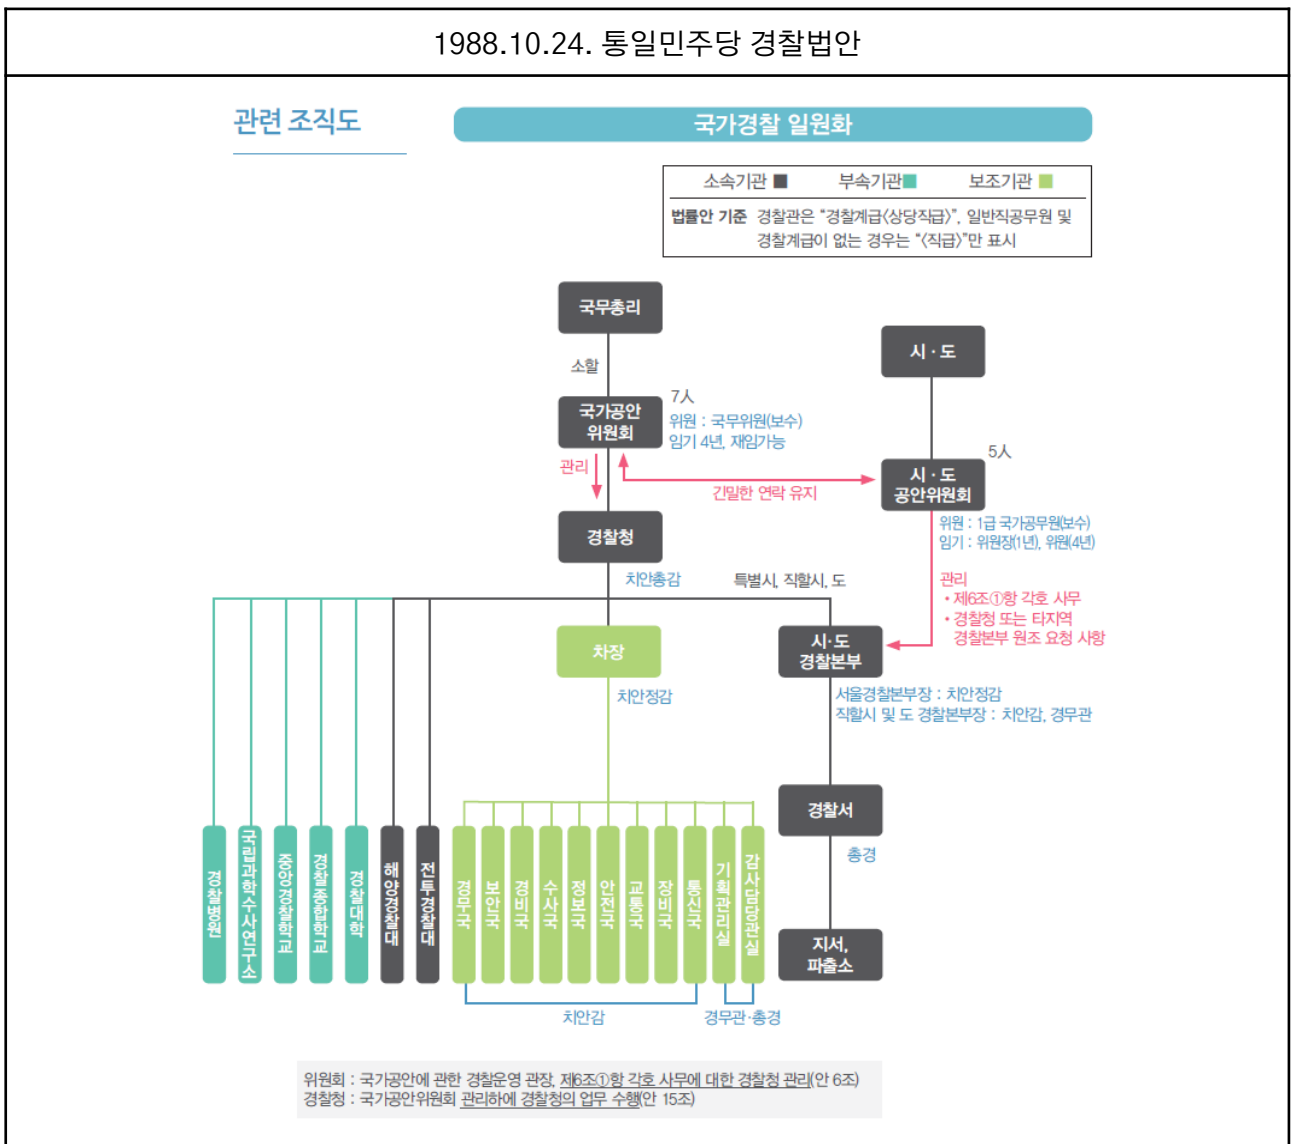 1988.10.24. 통일민주당 경찰법안
관련 조직도
국가경찰 일원화
소속기관 부속기관 보조기관
법률안 기준 경찰관은 “경찰계급〈상당직급〉”, 일반직공무원 및
경찰계급이 없는 경우는 “〈직급〉”만 표시
국무총리
시·도
소할
7人
국가공안
위원회
위원 : 국무위원(보수)
임기 4년, 재임가능
5人
관리
시·도
공안위원회
긴밀한 연락 유지
위원 : 1급 국가공무원(보수)
임기 : 위원장(1년), 위원(4년)
경찰청
치안총감
특별시, 직할시, 도
관리
• 제6조①항 각호 사무
• 경찰청 또는 타지역
경찰본부 원조 요청 사항
차장
시·도
경찰본부
치안정감
서울경찰본부장 : 치안정감
직할시 및 도 경찰본부장 : 치안감, 경무관
경찰서
총경
경찰병원
국립과학수사연구소
중앙경찰학교
경찰종합학교
경찰대학
해양경찰대
전투경찰대
경무국
보안국
경비국
수사국
정보국
안전국
교통국
장비국
통신국
기획관리실
감사담당관실
지서,
파출소
치안감
경무관·총경
위원회 : 국가공안에 관한 경찰운영 관장, 제6조①항 각호 사무에 대한 경찰청 관리(안 6조)
경찰청 : 국가공안위원회 관리하에 경찰청의 업무 수행(안 15조)